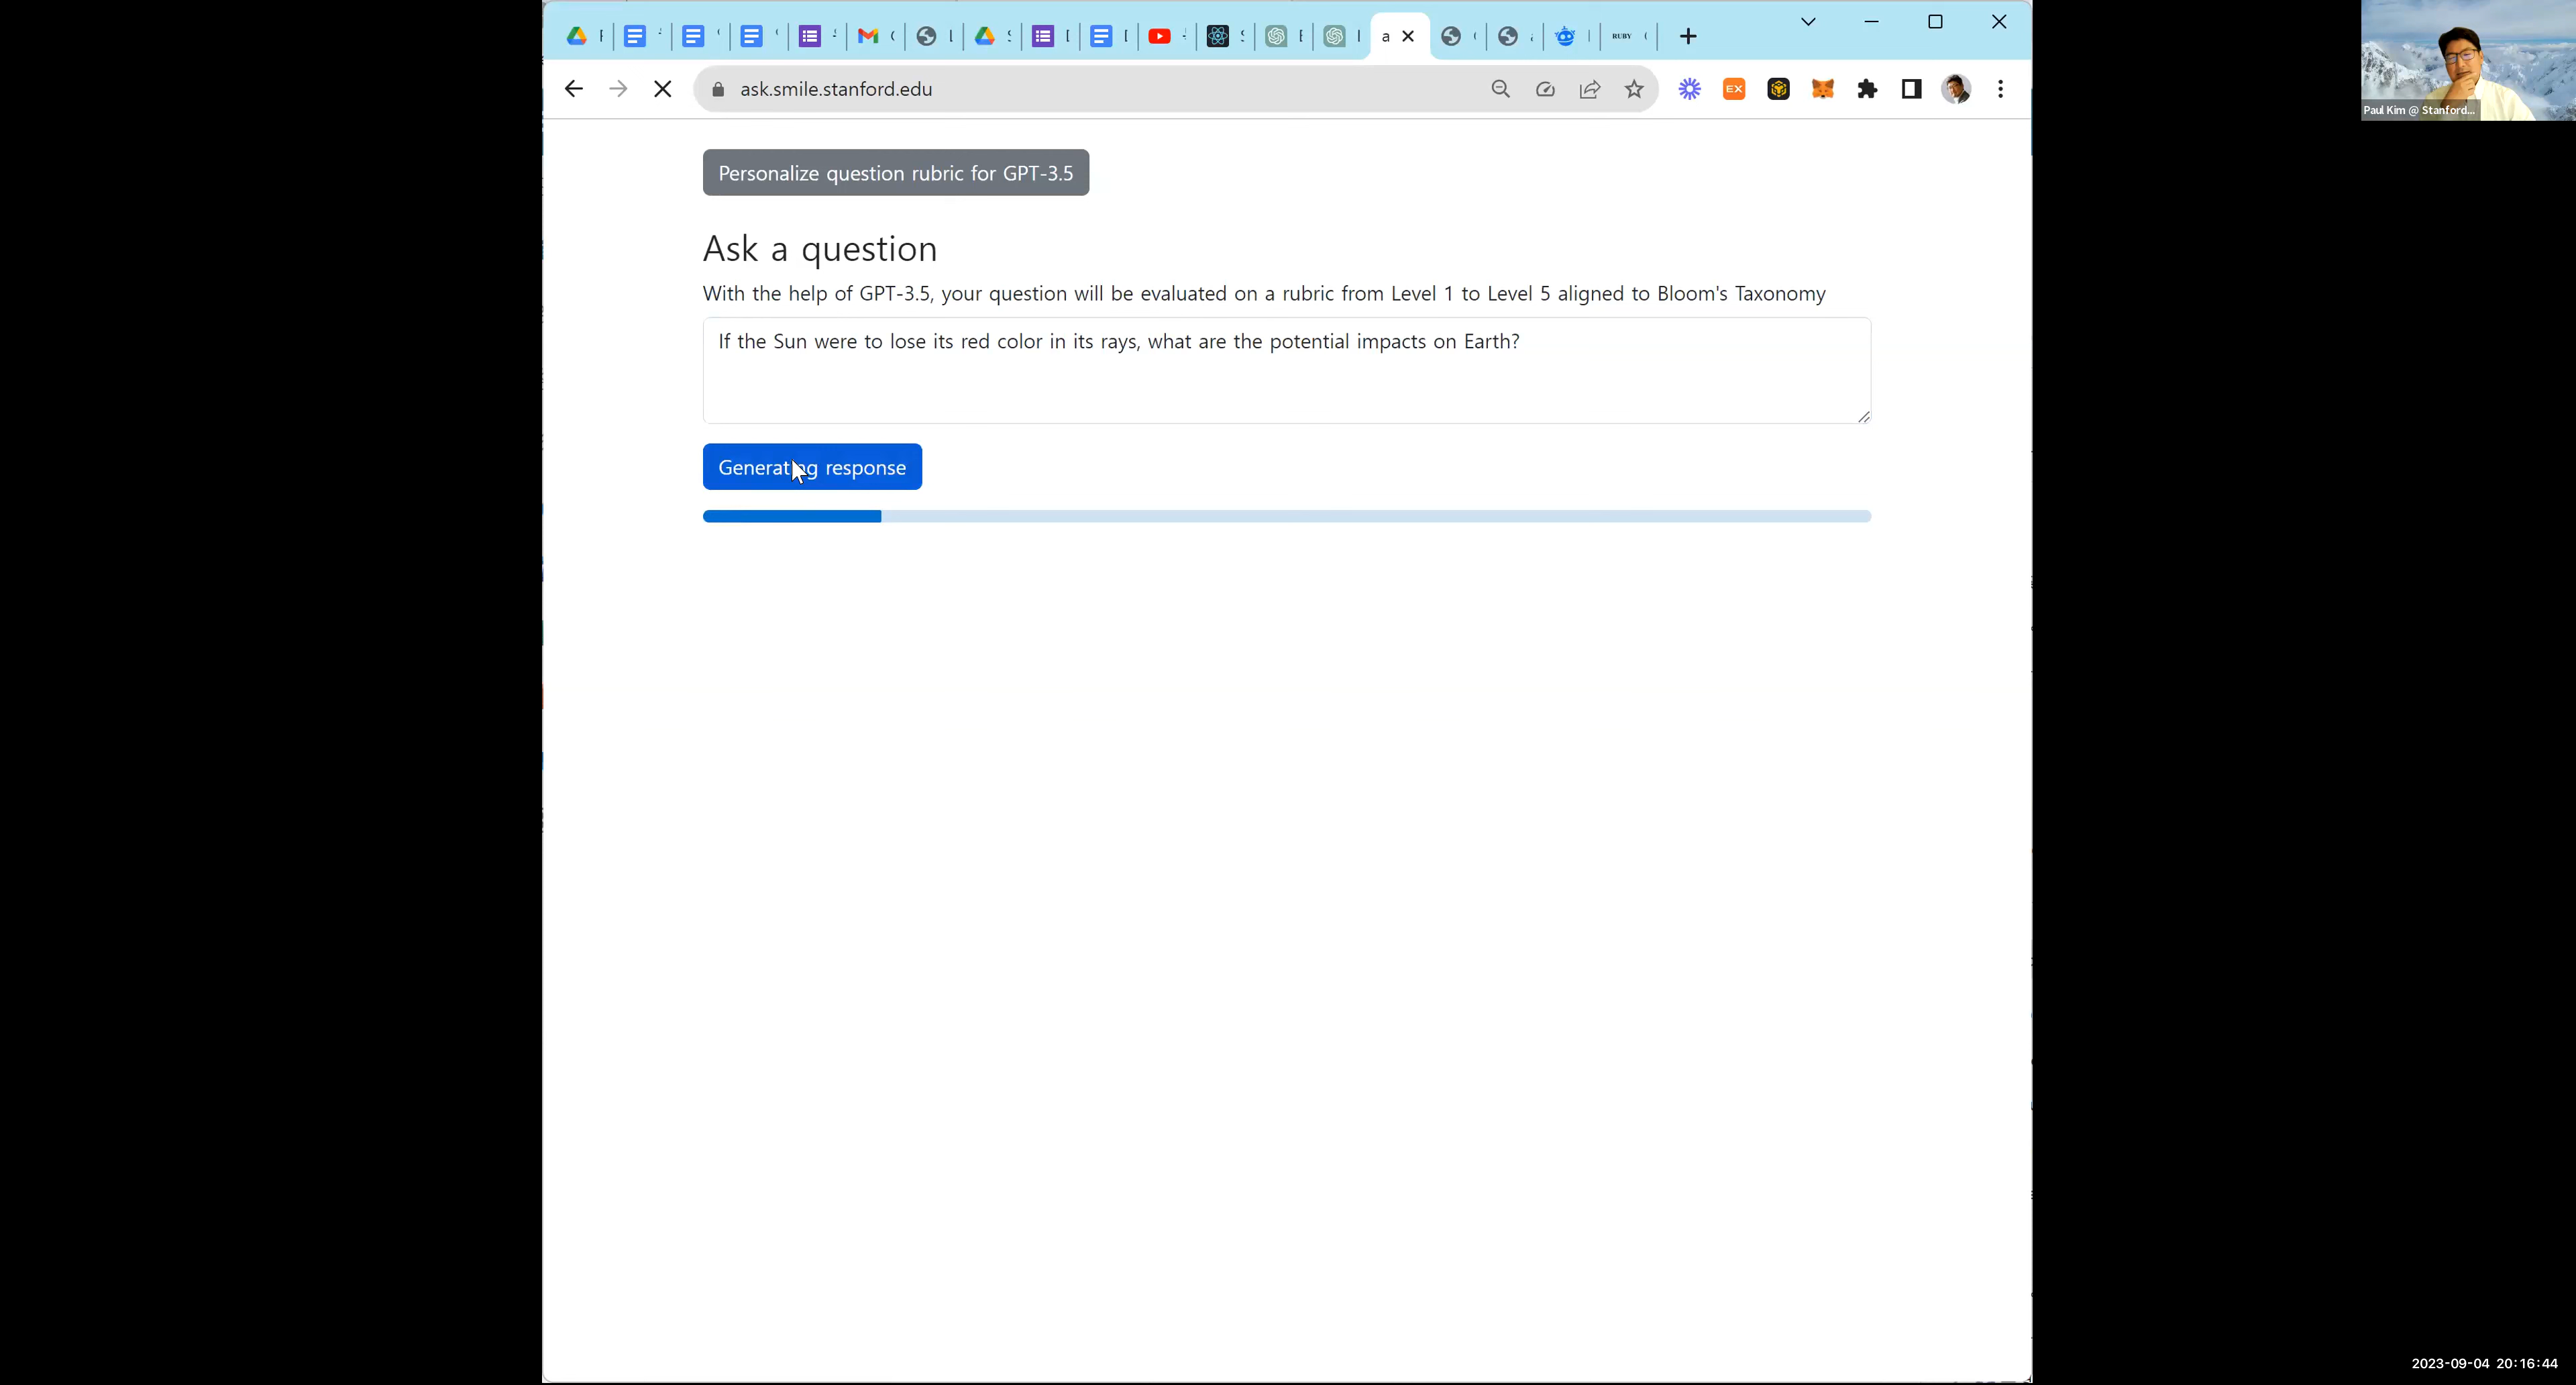 ask.smile.stanford.edu
EX
RUBY
Paul Kim @ Stanford...
Personalize question rubric for GPT-3.5
Ask a question
With the help of GPT-3.5, your question will be evaluated on a rubric from Level 1 to Level 5 aligned to Bloom's Taxonomy
If the Sun were to lose its red color in its rays, what are the potential impacts on Earth?
Generating response
2023-09-04 20:16:44